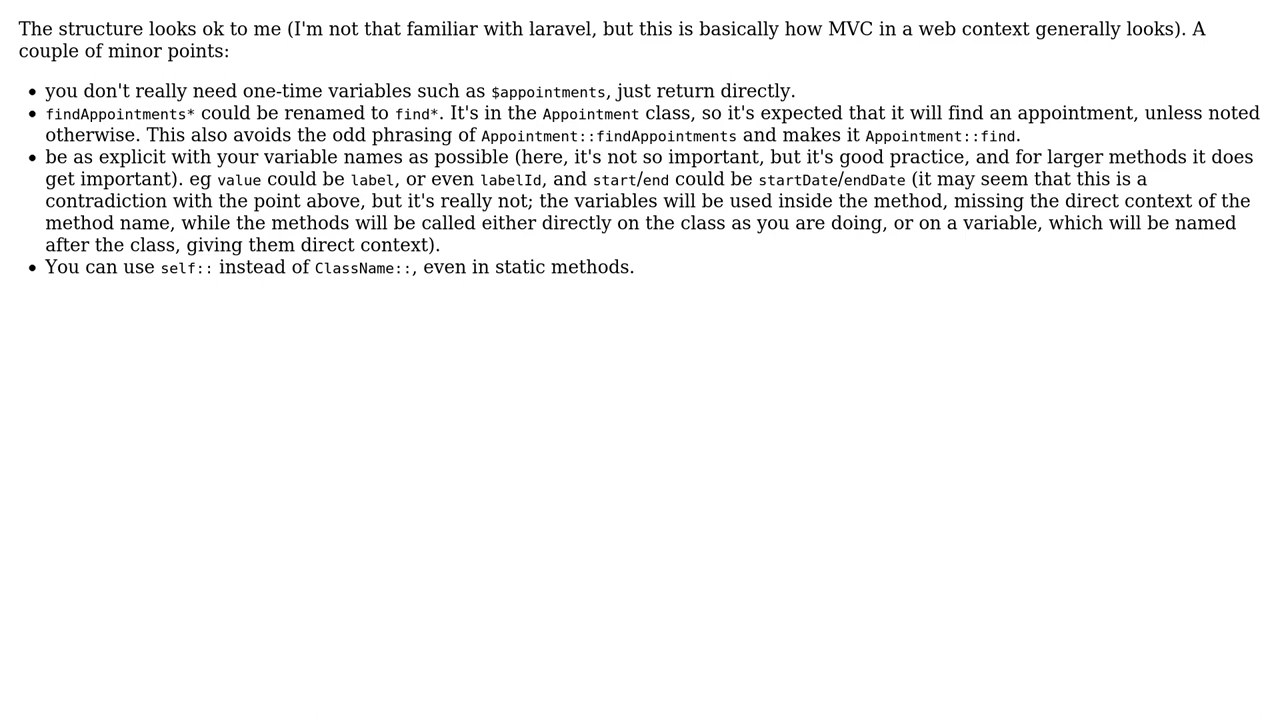 The structure looks ok to me (I'm not that familiar with laravel, but this is basically how MVC in a web context generally looks). A
couple of minor points:
• you don't really need one-time variables such as $appointments, just return directly.
• findAppointments* could be renamed to find*. It's in the Appointment class, so it's expected that it will find an appointment, unless noted
otherwise. This also avoids the odd phrasing of Appointment::findAppointments and makes it Appointment::find.
• be as explicit with your variable names as possible (here, it's not so important, but it's good practice, and for larger methods it does
get important). eg value could be label, or even labelId, and start/end could be startDate/endDate (it may seem that this is a
contradiction with the point above, but it's really not; the variables will be used inside the method, missing the direct context of the
method name, while the methods will be called either directly on the class as you are doing, or on a variable, which will be named
after the class, giving them direct context).
• You can use self:: instead of ClassName::, even in static methods.